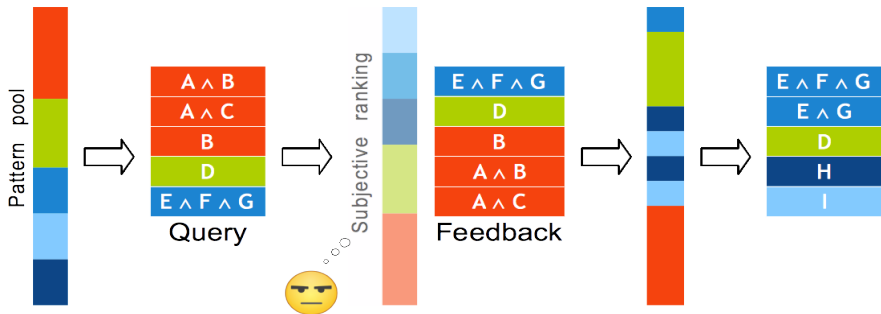 Pattern pool
A ∧ B
A ∧ C
B
D
E ∧ F ∧ G
Query
Subjective ranking
E ∧ F ∧ G
D
B
A ∧ B
A ∧ C
Feedback
E ∧ F ∧ G
E ∧ G
D
H
I